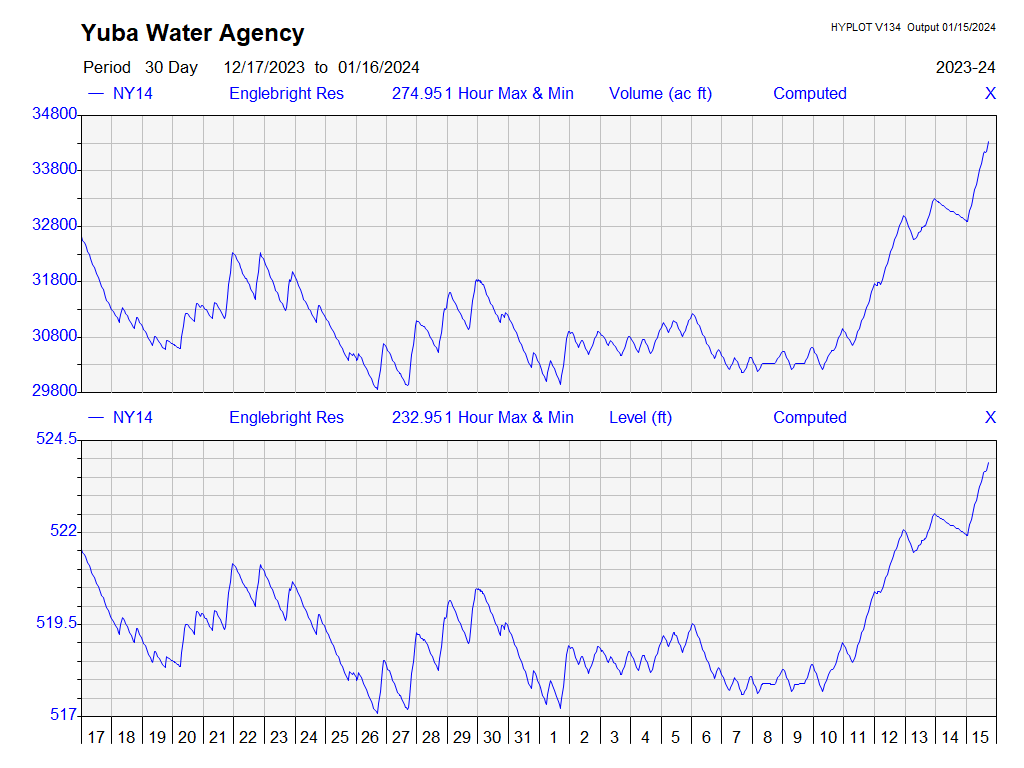 Yuba Water Agency
HYPLOT V134 Output 01/15/2024
Period 30 Day 12/17/2023 to 01/16/2024 2023-24
— NY14 Englebright Res 274.951 Hour Max & Min Volume (ac ft) Computed X
34800
33800
32800
31800
30800
29800
— NY14 Englebright Res 232.951 Hour Max & Min Level (ft) Computed X
524.5
522
519.5
517
17 18 19 20 21 22 23 24 25 26 27 28 29 30 31 1 2 3 4 5 6 7 8 9 10 11 12 13 14 15